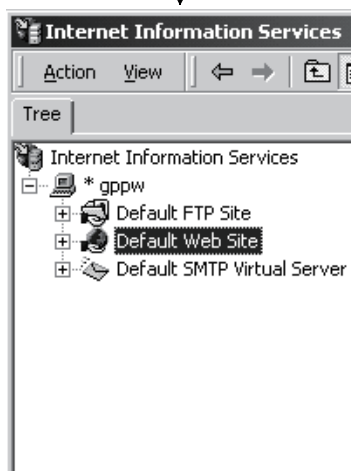 Internet Information Services
Action View
Tree
Internet Information Services
* gppw
Default FTP Site
Default Web Site
Default SMTP Virtual Server